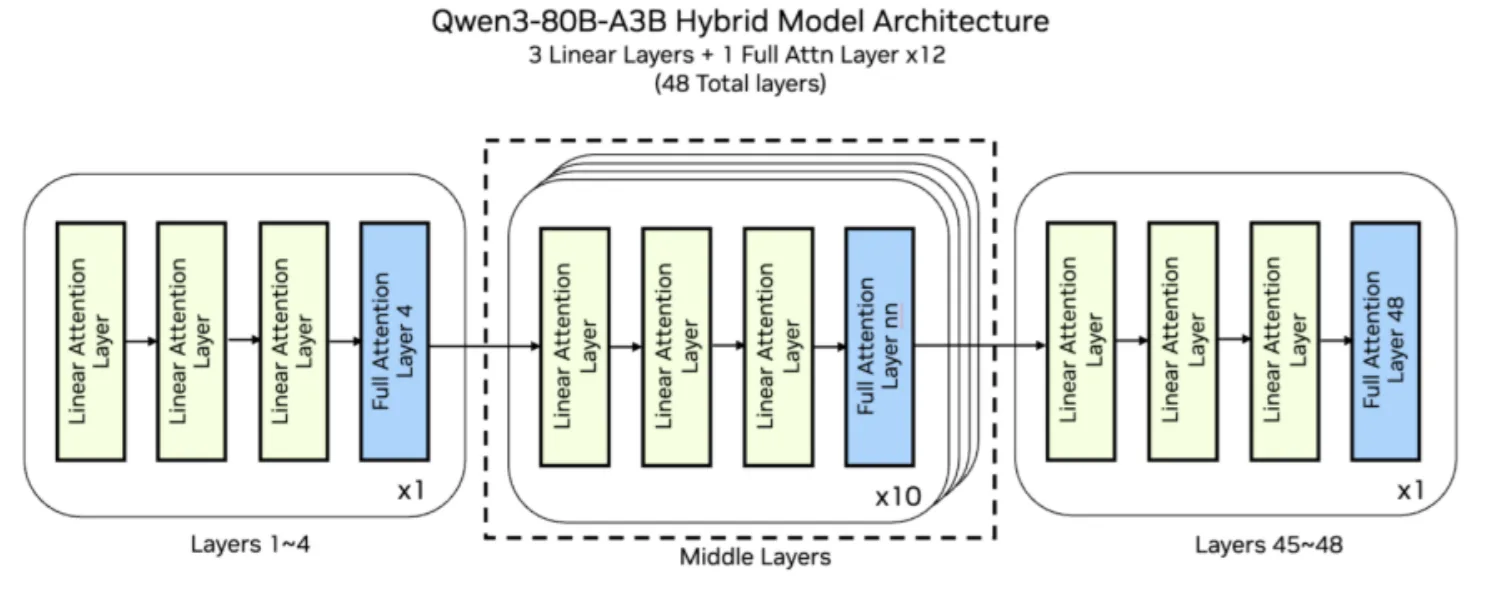 Qwen3-80B-A3B Hybrid Model Architecture
3 Linear Layers + 1 Full Attn Layer x12
(48 Total layers)
Linear Attention
Layer
Linear Attention
Layer
Linear Attention
Layer
Full Attention
Layer 4
x1
Layers 1~4
Linear Attention
Layer
Linear Attention
Layer
Linear Attention
Layer
Full Attention
Layer nn
x10
Middle Layers
Linear Attention
Layer
Linear Attention
Layer
Linear Attention
Layer
Full Attention
Layer 48
x1
Layers 45~48